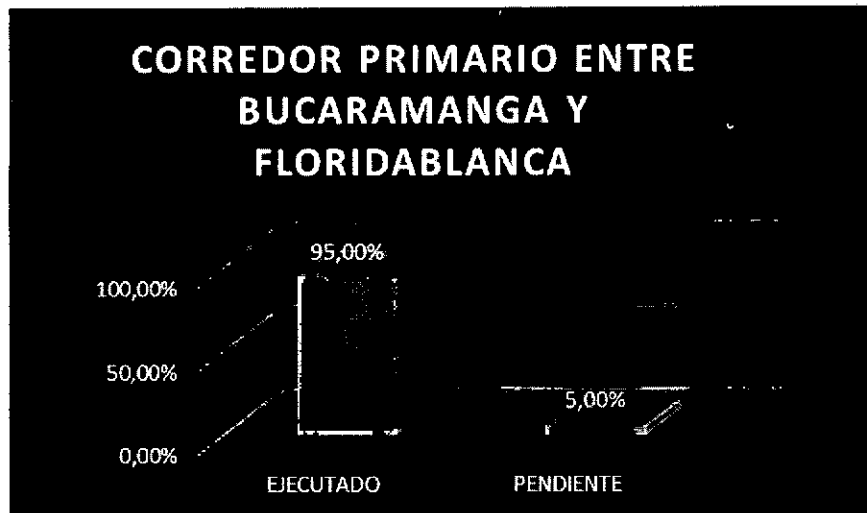 CORREDOR PRIMARIO ENTRE
BUCARAMANGA Y
FLORIDABLANCA
95,00%
100,00%
50,00%
5,00%
0,00%
EJECUTADO PENDIENTE